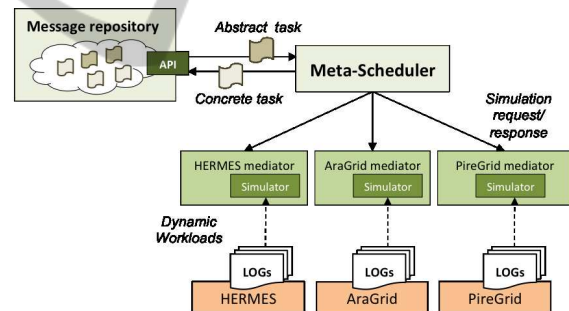 Message repository
API
Abstract task
Concrete task
Meta-Scheduler
Simulation
request/
response
HERMES mediator
Simulator
AraGrid mediator
Simulator
PireGrid mediator
Simulator
Dynamic
Workloads
LOGs
LOGs
LOGs
HERMES
AraGrid
PireGrid